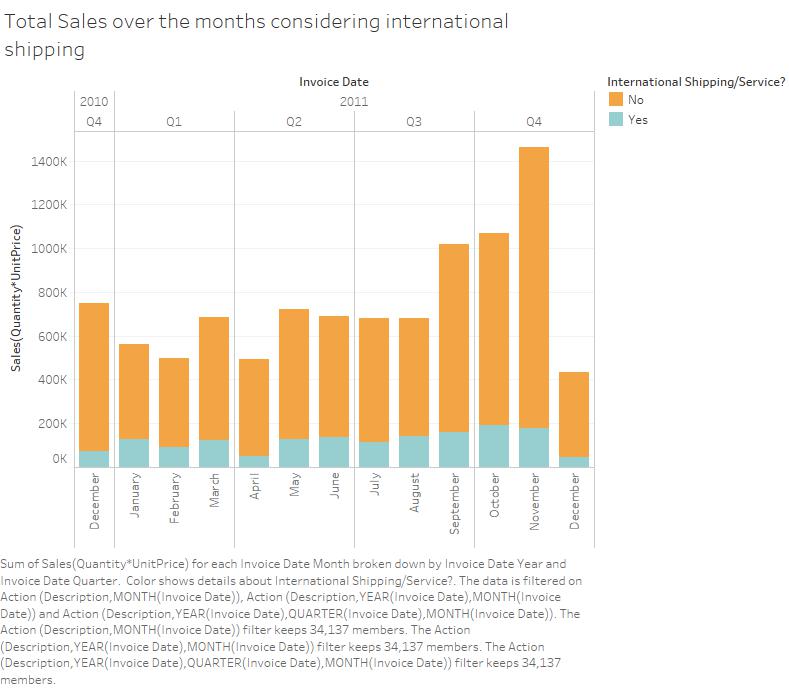 Total Sales over the months considering international
shipping
Invoice Date
International Shipping/Service?
2010
2011
No
Q4
Q1
Q2
Q3
Q4
Yes
1400K
1200K
1000K
800K
600K
400K
200K
0K
Sales(Quantity*UnitPrice)
December
January
February
March
April
May
June
July
August
September
October
November
December
Sum of Sales(Quantity*UnitPrice) for each Invoice Date Month broken down by Invoice Date Year and
Invoice Date Quarter. Color shows details about International Shipping/Service?. The data is filtered on
Action (Description,MONTH(Invoice Date)), Action (Description,YEAR(Invoice Date),MONTH(Invoice
Date)) and Action (Description,YEAR(Invoice Date),QUARTER(Invoice Date),MONTH(Invoice Date)). The
Action (Description,MONTH(Invoice Date)) filter keeps 34,137 members. The Action
(Description,YEAR(Invoice Date),MONTH(Invoice Date)) filter keeps 34,137 members. The Action
(Description,YEAR(Invoice Date),QUARTER(Invoice Date),MONTH(Invoice Date)) filter keeps 34,137
members.